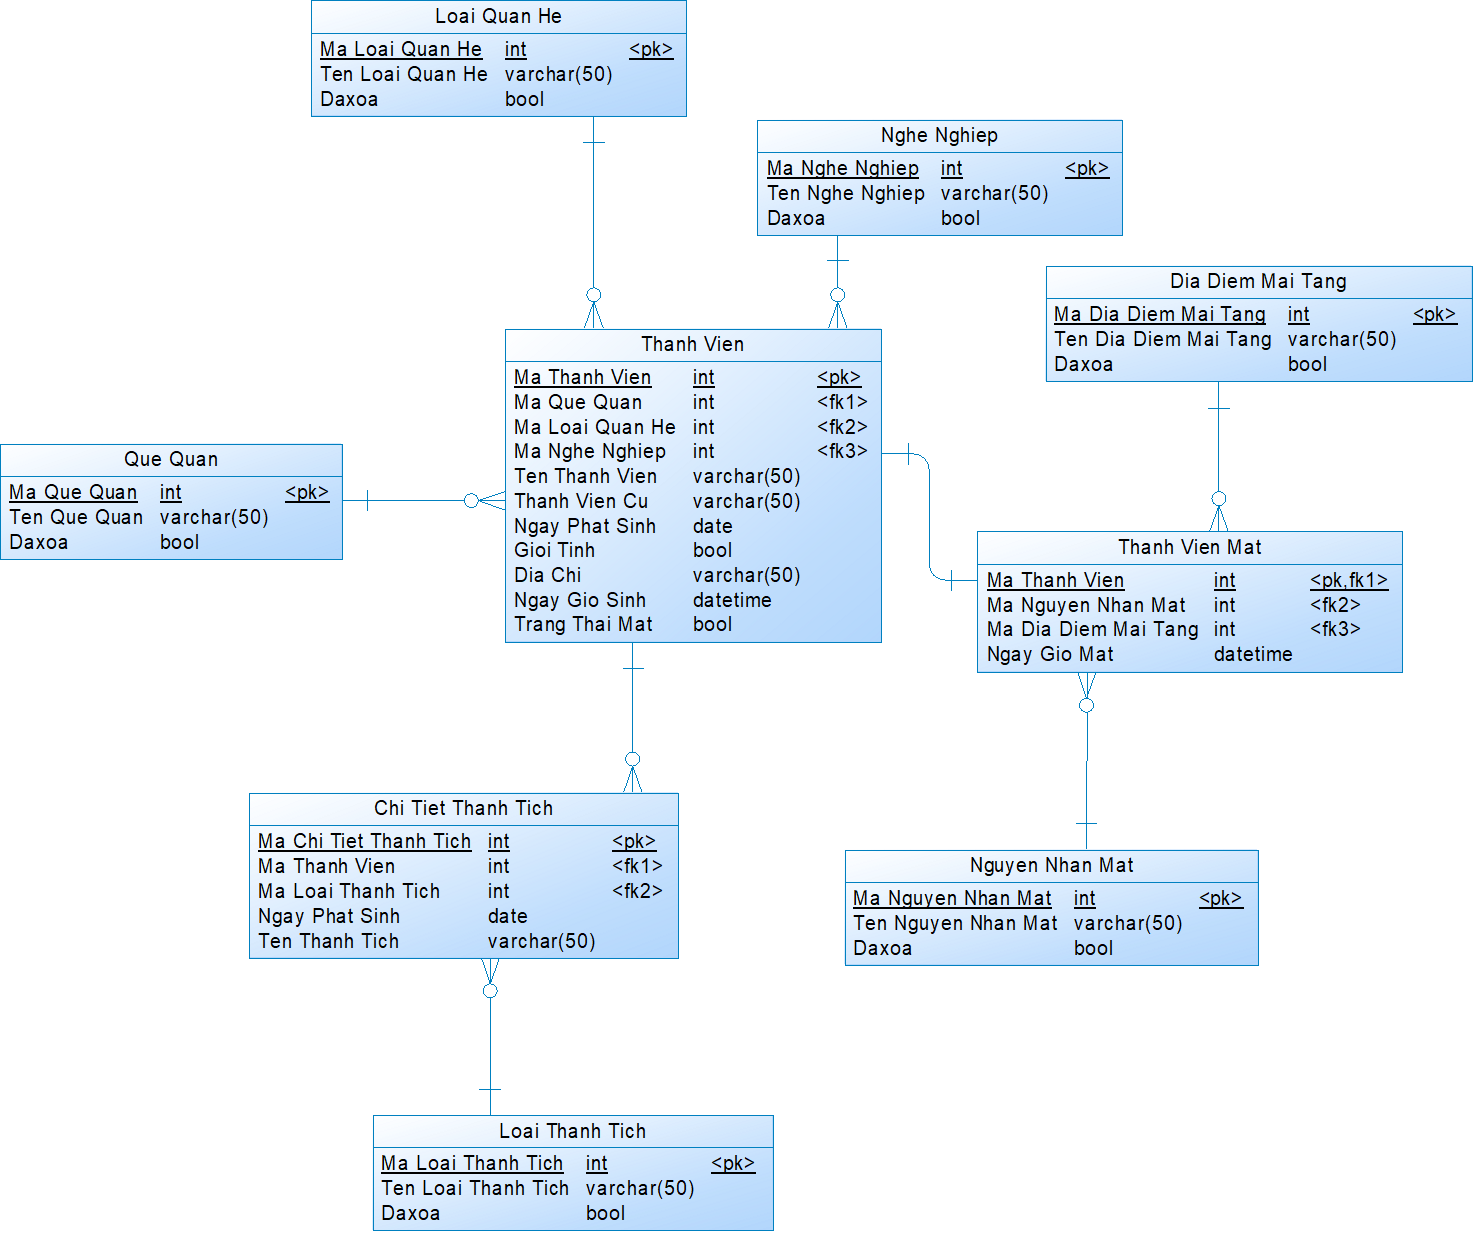 Loai Quan He
Ma Loai Quan He int <pk>
Ten Loai Quan He varchar(50)
Daxoa bool
Nghe Nghiep
Ma Nghe Nghiep int <pk>
Ten Nghe Nghiep varchar(50)
Daxoa bool
Dia Diem Mai Tang
Ma Dia Diem Mai Tang int <pk>
Ten Dia Diem Mai Tang varchar(50)
Daxoa bool
Thanh Vien
Ma Thanh Vien int <pk>
Ma Que Quan int <fk1>
Ma Loai Quan He int <fk2>
Ma Nghe Nghiep int <fk3>
Ten Thanh Vien varchar(50)
Thanh Vien Cu varchar(50)
Ngay Phat Sinh date
Gioi Tinh bool
Dia Chi varchar(50)
Ngay Gio Sinh datetime
Trang Thai Mat bool
Que Quan
Ma Que Quan int <pk>
Ten Que Quan varchar(50)
Daxoa bool
Thanh Vien Mat
Ma Thanh Vien int <pk,fk1>
Ma Nguyen Nhan Mat int <fk2>
Ma Dia Diem Mai Tang int <fk3>
Ngay Gio Mat datetime
Chi Tiet Thanh Tich
Ma Chi Tiet Thanh Tich int <pk>
Ma Thanh Vien int <fk1>
Ma Loai Thanh Tich int <fk2>
Ngay Phat Sinh date
Ten Thanh Tich varchar(50)
Nguyen Nhan Mat
Ma Nguyen Nhan Mat int <pk>
Ten Nguyen Nhan Mat varchar(50)
Daxoa bool
Loai Thanh Tich
Ma Loai Thanh Tich int <pk>
Ten Loai Thanh Tich varchar(50)
Daxoa bool